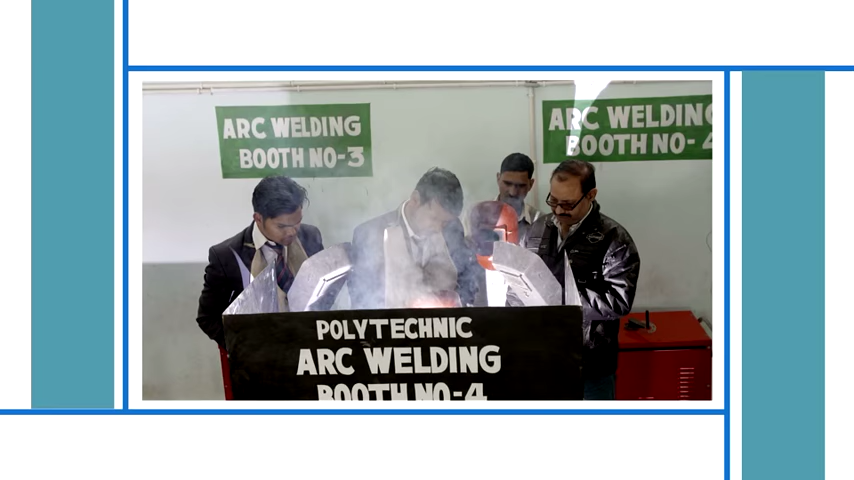 ARC WELDING
BOOTH NO-3
ARC WELDING
BOOTH NO- 4
POLYTECHNIC
ARC WELDING
BOOTH NO-4